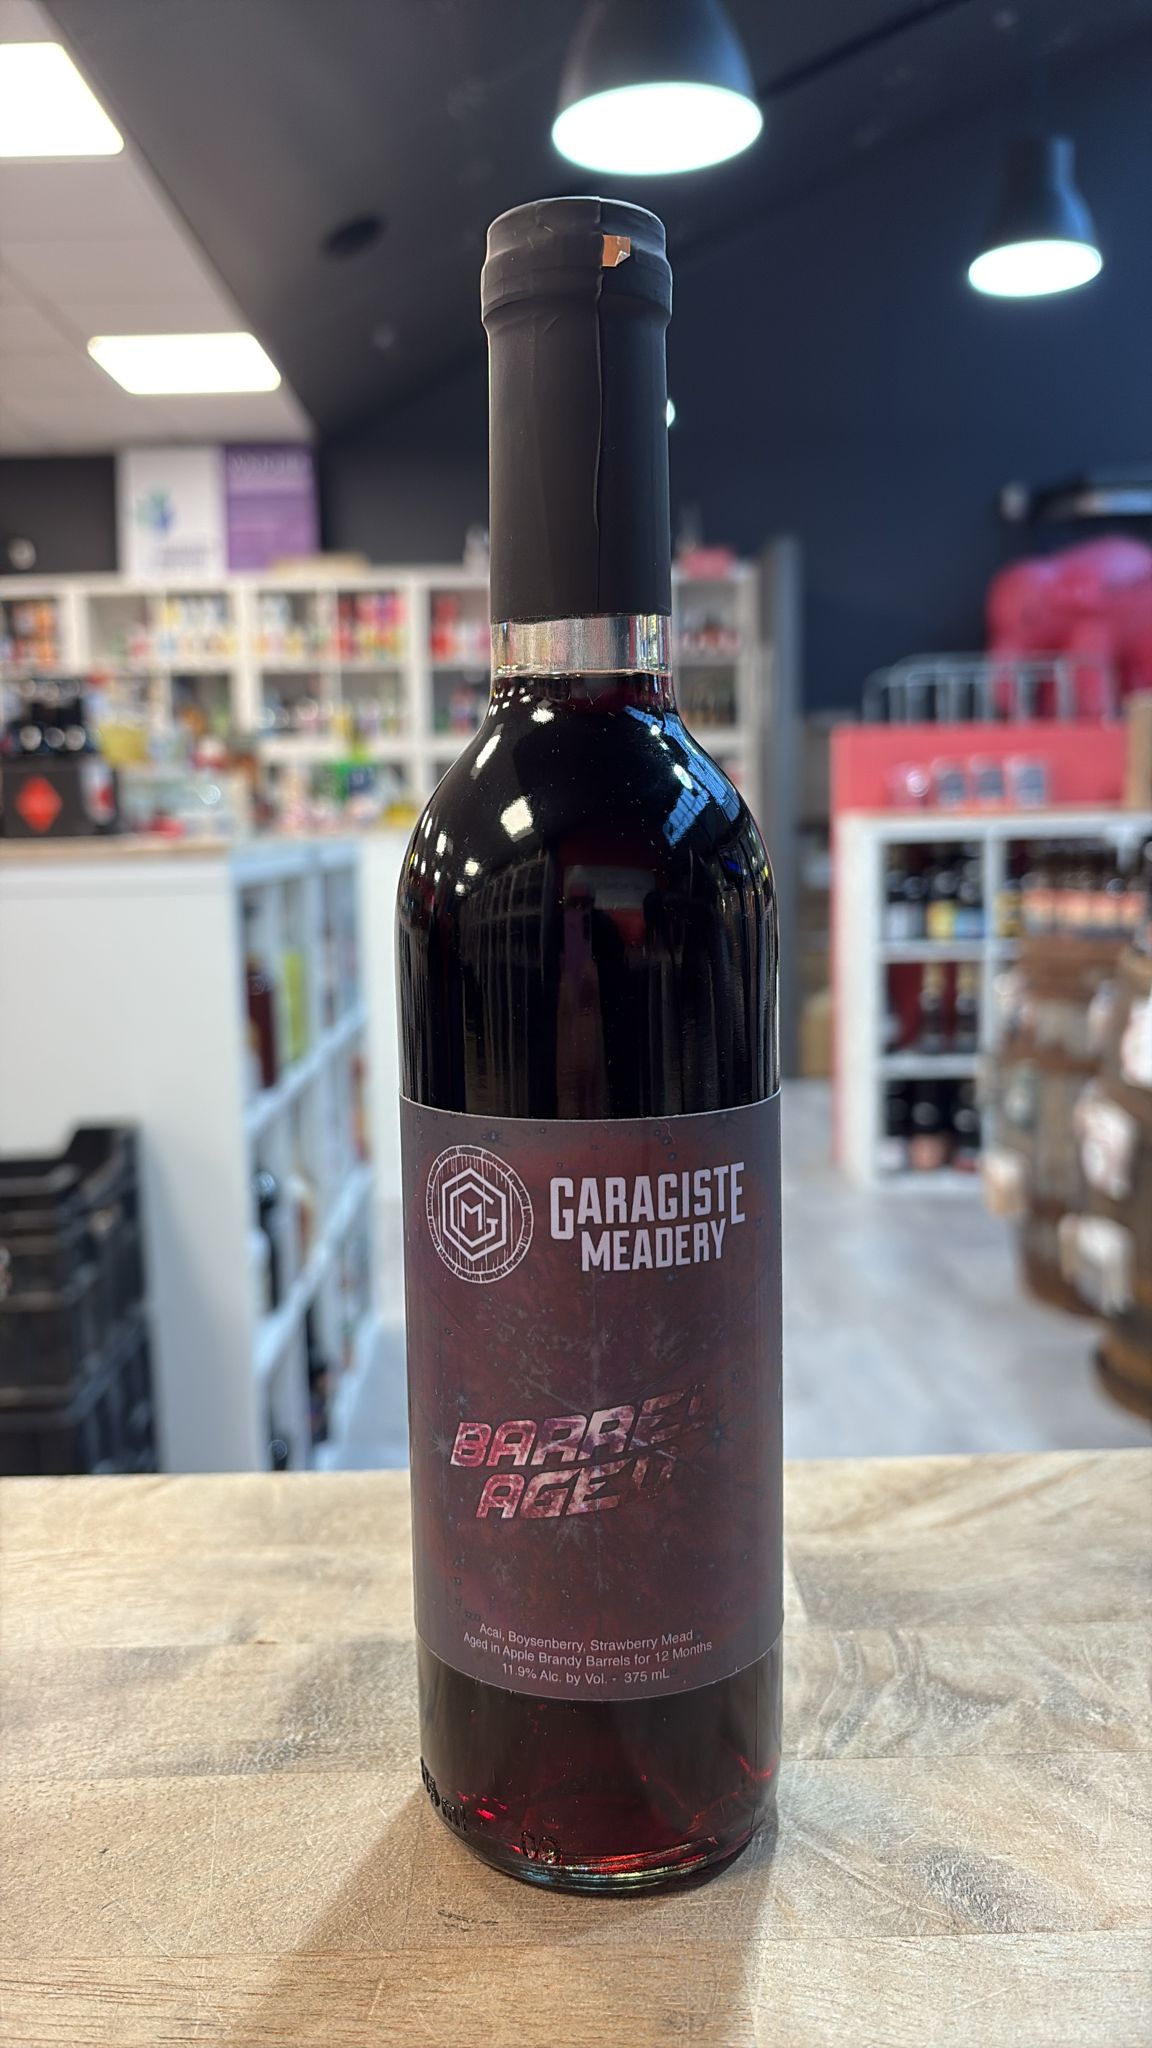 GMG
GARAGISTE
MEADERY
BARREL
AGED
Acai, Boysenberry, Strawberry Mead
Aged in Apple Brandy Barrels for 12 Months
11.9% Alc. by Vol. - 375 mL